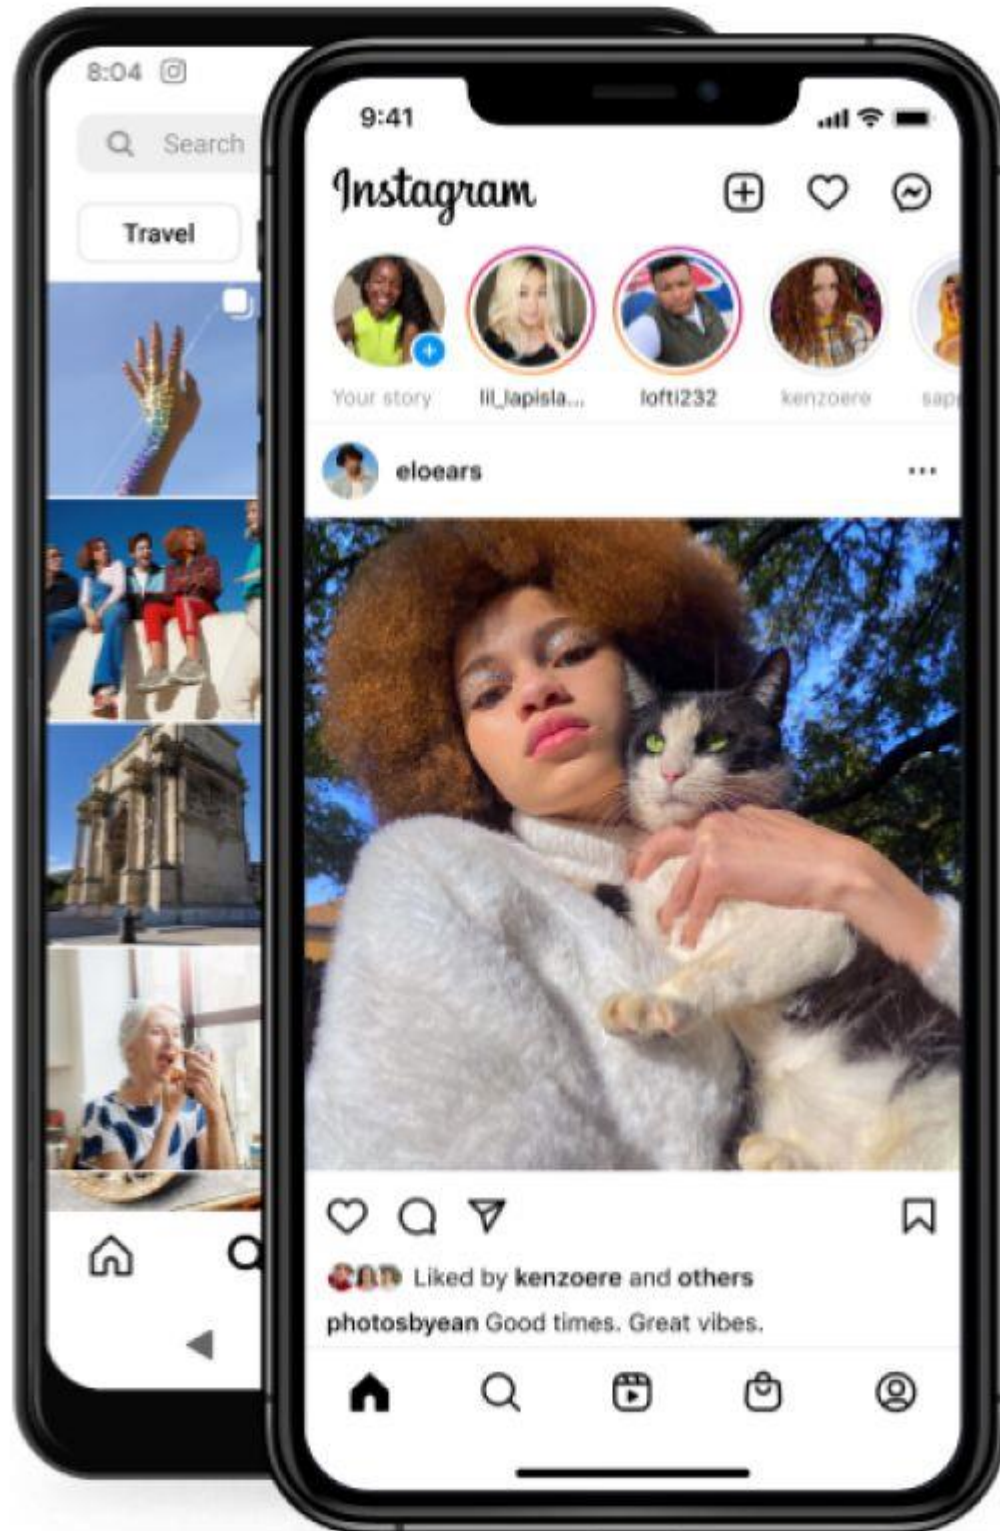 8:04
Search
Travel
9:41
Instagram
Your story
lil_lapisla...
lofti232
kenzoere
eloears
Liked by kenzoere and others
photosbyean Good times. Great vibes.